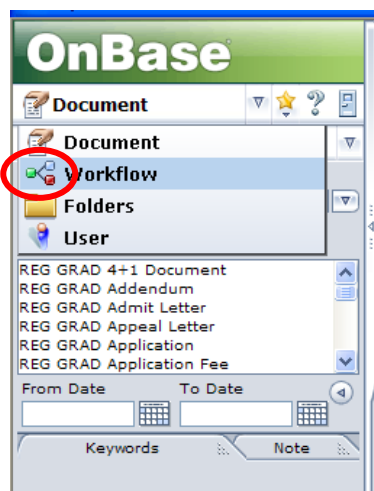 OnBase
Document
Document
Workflow
Folders
User
REG GRAD 4+1 Document
REG GRAD Addendum
REG GRAD Admit Letter
REG GRAD Appeal Letter
REG GRAD Application
REG GRAD Application Fee
From Date To Date
Keywords Note